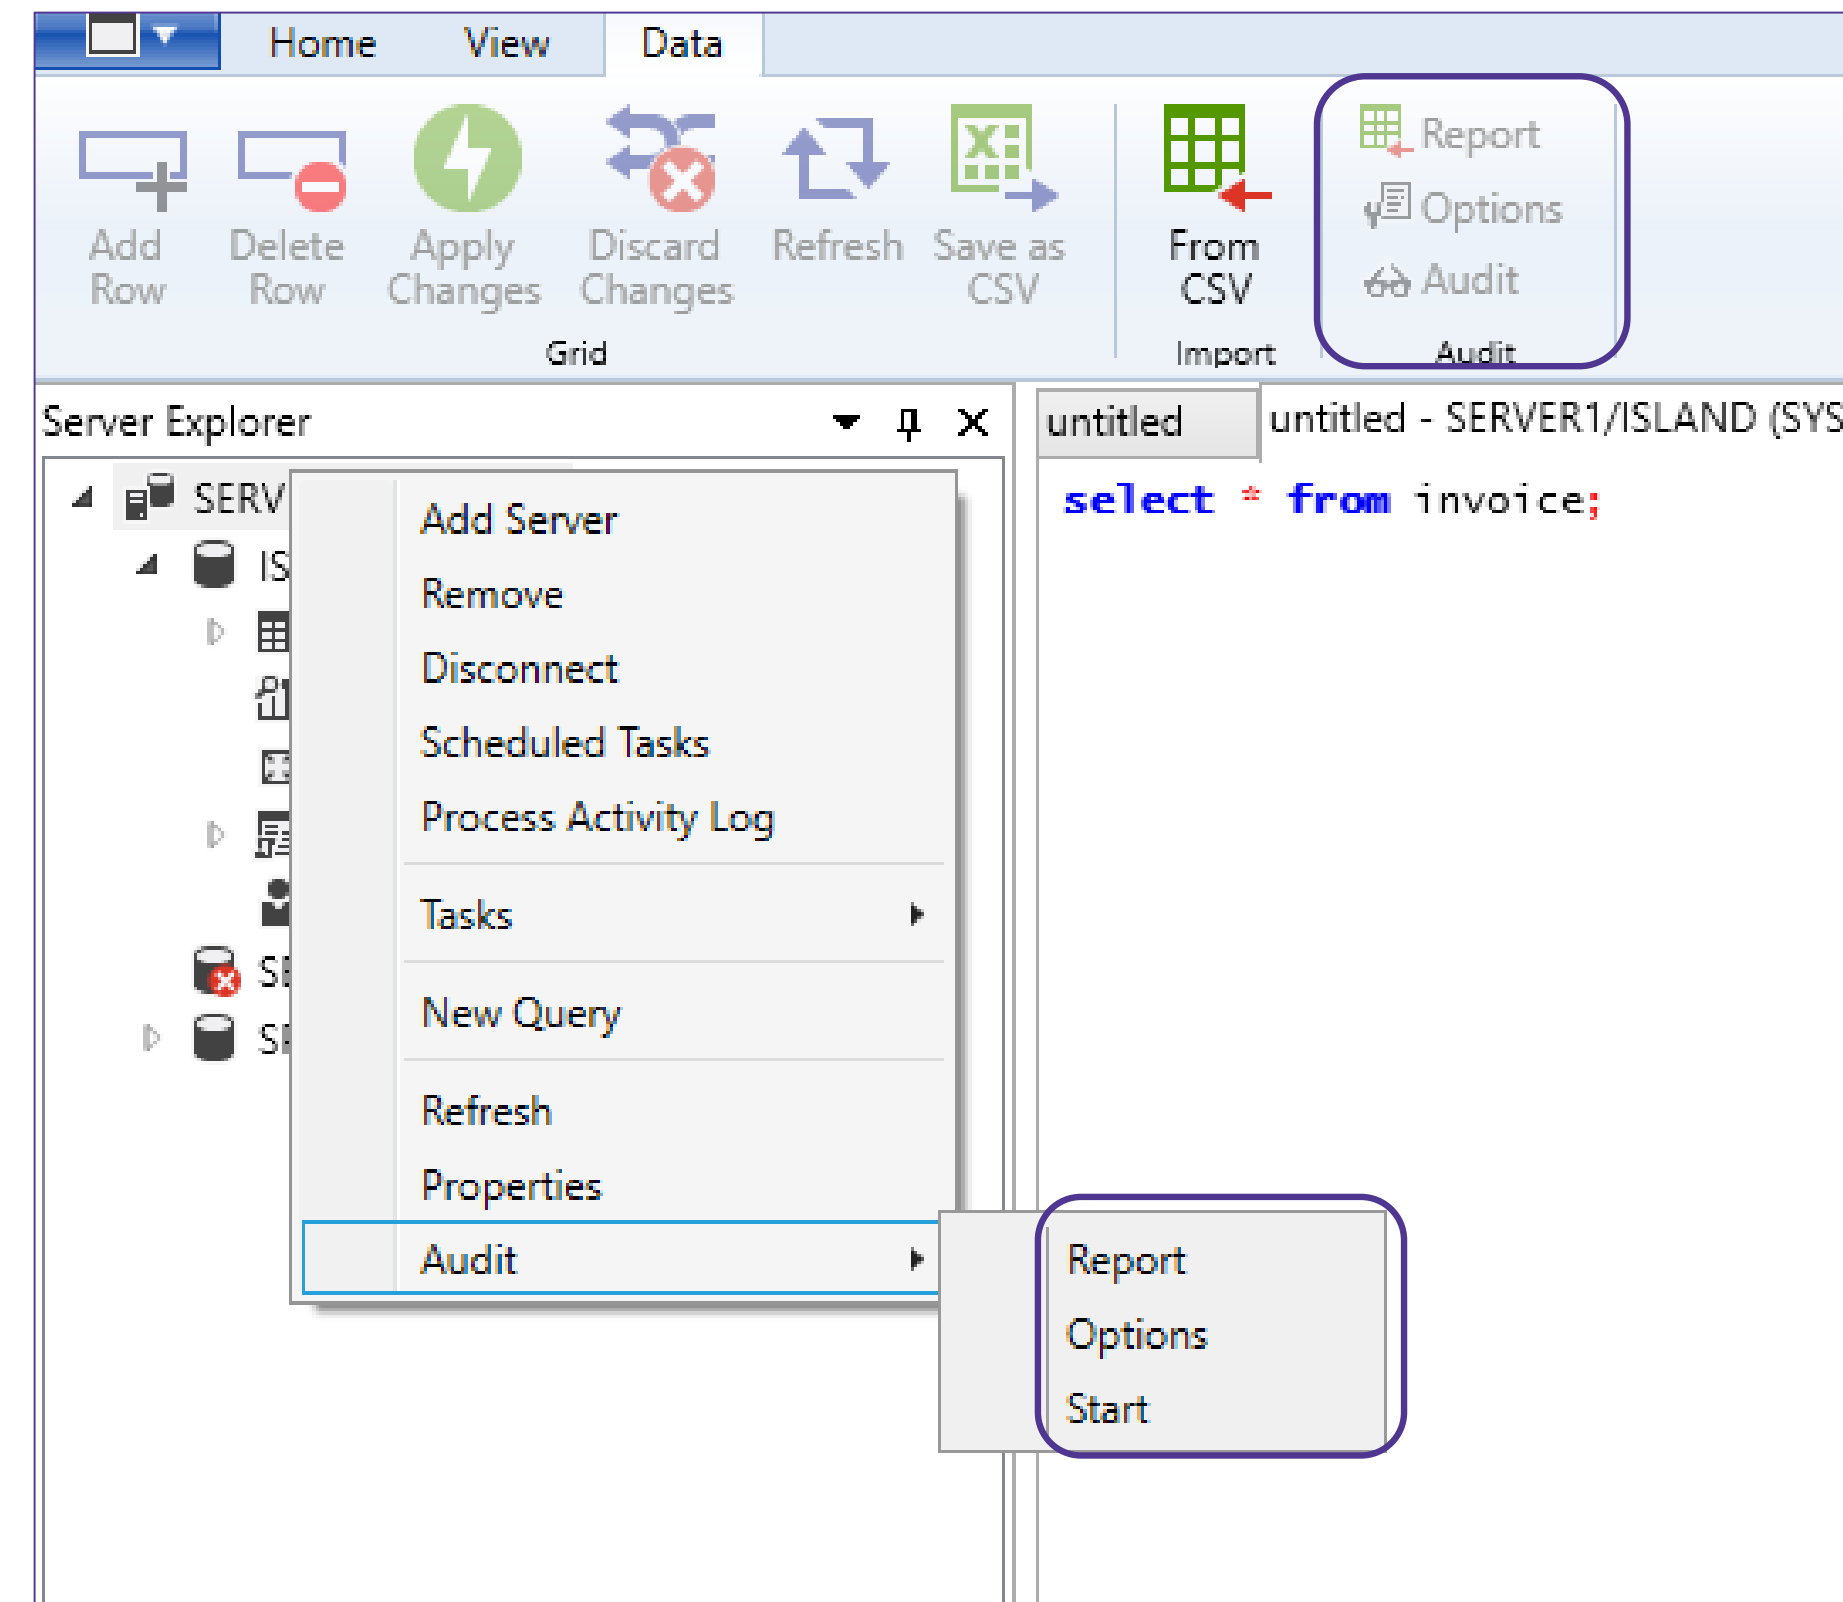 Home View Data
Report
Options
Audit
Add Row
Delete Row
Apply Changes
Discard Changes
Refresh
Save as CSV
From CSV
Grid
Import
Audit
Server Explorer
untitled
untitled - SERVER1/ISLAND (SYS
select * from invoice;
SERV
IS
Add Server
Remove
Disconnect
Scheduled Tasks
Process Activity Log
Tasks
New Query
Refresh
Properties
Audit
Report
Options
Start